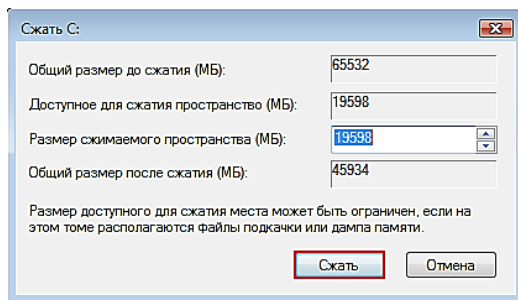 Сжать C:
Общий размер до сжатия (МБ): 65532
Доступное для сжатия пространство (МБ): 19598
Размер сжимаемого пространства (МБ): 19598
Общий размер после сжатия (МБ): 45934
Размер доступного для сжатия места может быть ограничен, если на
этом томе располагаются файлы подкачки или дампа памяти.
Сжать Отмена